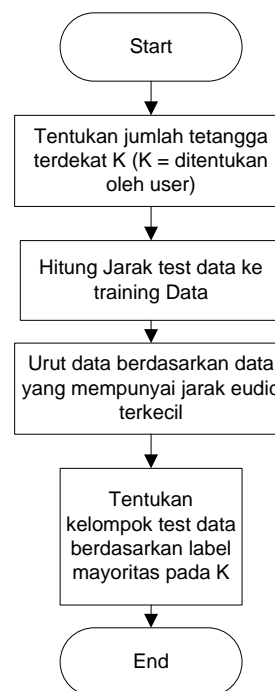 Start
Tentukan jumlah tetangga
terdekat K (K = ditentukan
oleh user)
Hitung Jarak test data ke
training Data
Urut data berdasarkan data
yang mempunyai jarak eudic
terkecil
Tentukan
kelompok test data
berdasarkan label
mayoritas pada K
End